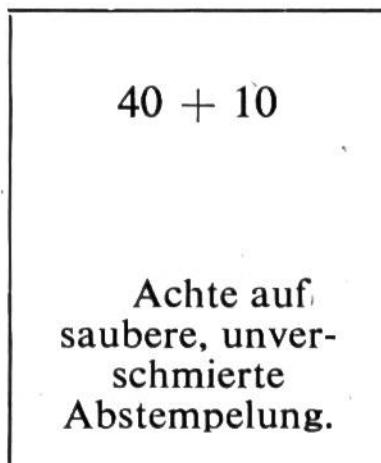 40 + 10
Achte auf
saubere, unver-
schmierte
Abstempelung.